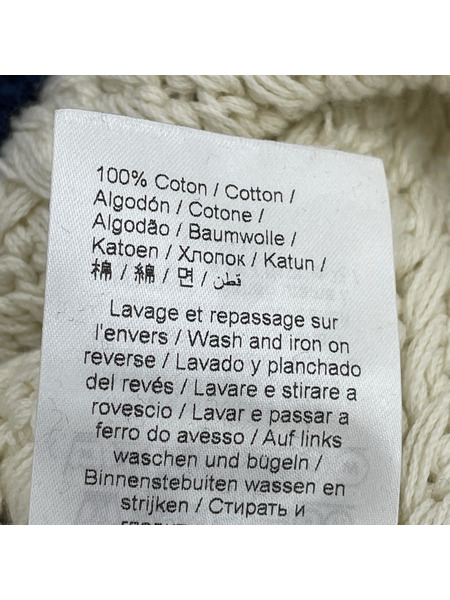 100% Coton / Cotton /
Algodón / Cotone /
Algodão / Baumwolle /
Katoen / Хлопок / Katun /
棉 / 綿 / 면 / قطن
Lavage et repassage sur
l'envers / Wash and iron on
reverse / Lavado y planchado
del revés / Lavare e stirare a
rovescio / Lavar e passar a
ferro do avesso / Auf links
waschen und bügeln /
Binnenstebuiten wassen en
strijken / Стирать и